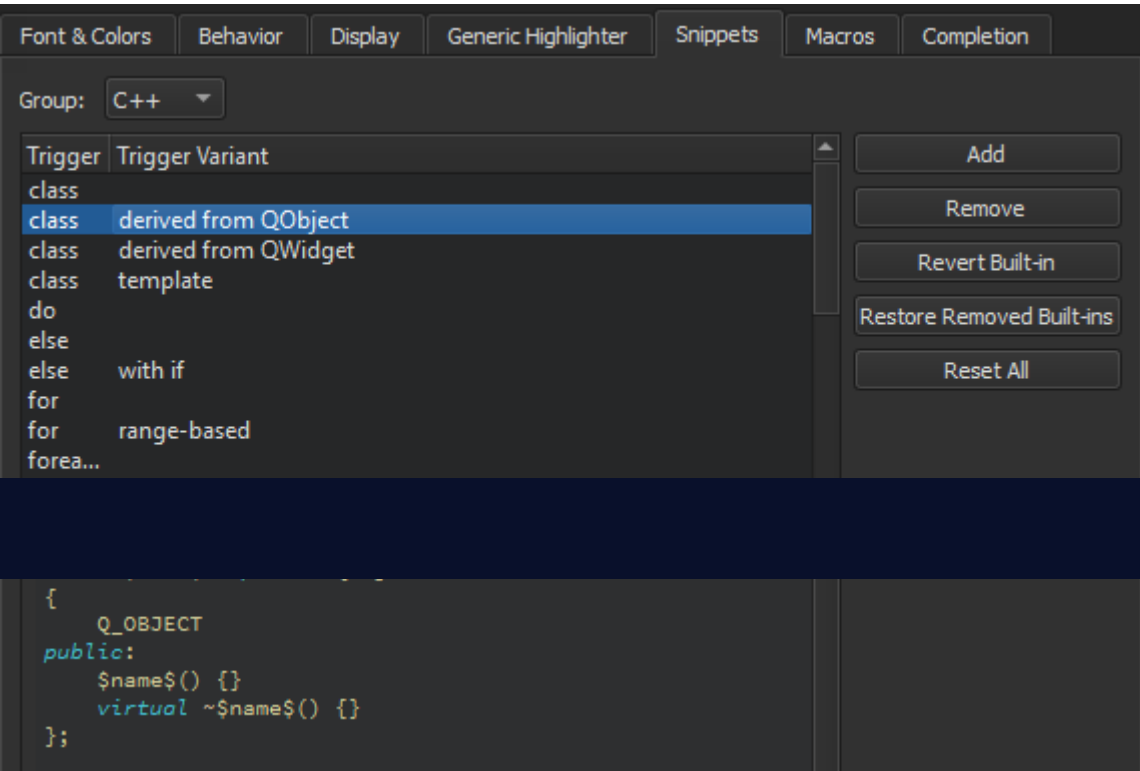 Font & Colors Behavior Display Generic Highlighter Snippets Macros Completion
Group: C++
Trigger Trigger Variant
class
class derived from QObject
class derived from QWidget
class template
do
else
else with if
for
for range-based
forea...
Add
Remove
Revert Built-in
Restore Removed Built-ins
Reset All
{
Q_OBJECT
public:
$name$() {}
virtual ~$name$() {}
};